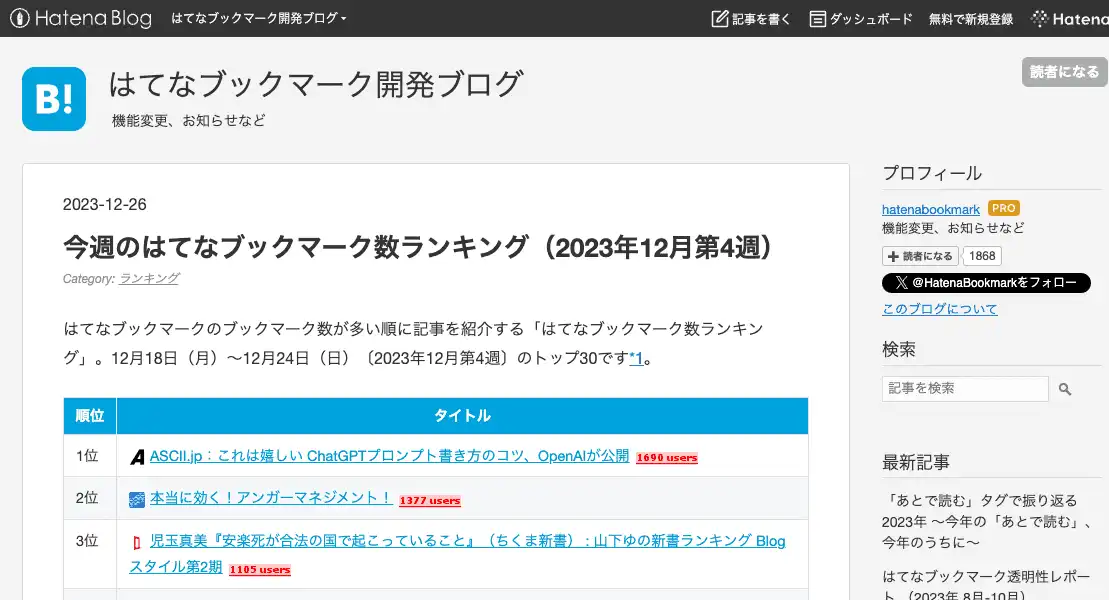 Hatena Blog はてなブックマーク開発ブログ 記事を書く ダッシュボード 無料で新規登録 Hatena
B! はてなブックマーク開発ブログ 読者になる
機能変更、お知らせなど
2023-12-26
今週のはてなブックマーク数ランキング（2023年12月第4週）
Category: ランキング
はてなブックマークのブックマーク数が多い順に記事を紹介する「はてなブックマーク数ランキン
グ」。12月18日（月）〜12月24日（日）〔2023年12月第4週〕のトップ30です*1。
順位 タイトル
1位 ASCII.jp：これは嬉しい ChatGPTプロンプト書き方のコツ、OpenAIが公開 1690 users
2位 本当に効く！アンガーマネジメント！ 1377 users
3位 児玉真美『安楽死が合法の国で起こっていること』（ちくま新書） : 山下ゆの新書ランキング Blog
スタイル第2期 1105 users
プロフィール
hatenabookmark PRO
機能変更、お知らせなど
読者になる 1868
@HatenaBookmarkをフォロー
このブログについて
検索
記事を検索
最新記事
「あとで読む」タグで振り返る
2023年 〜今年の「あとで読む」、
今年のうちに〜
はてなブックマーク透明性レポー
ト （2023年 8月-10月）